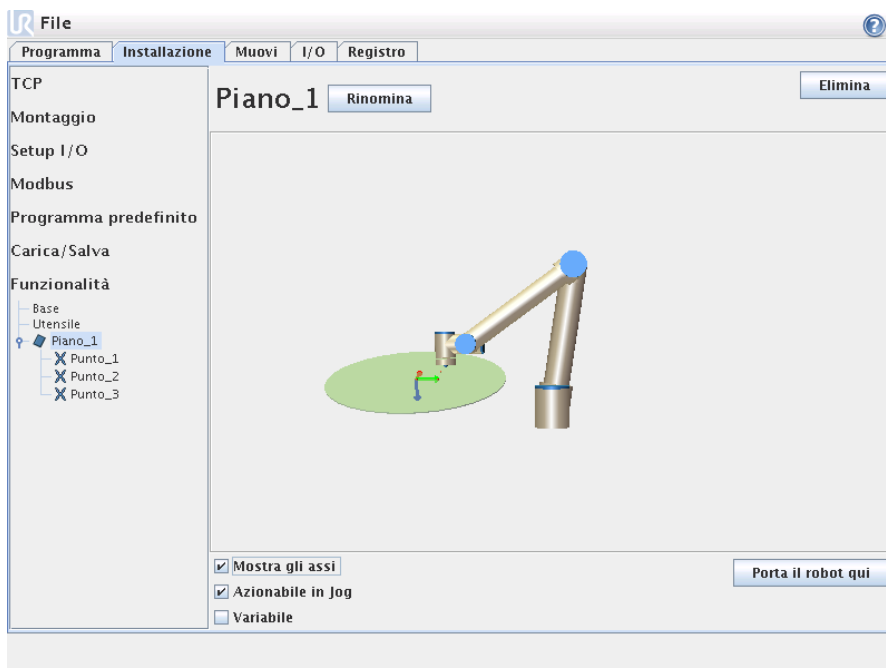 UR File
?
Programma Installazione Muovi I/O Registro
TCP
Montaggio
Setup I/O
Modbus
Programma predefinito
Carica/Salva
Funzionalità
Base
Utensile
Piano_1
Punto_1
Punto_2
Punto_3
Piano_1 Rinomina
Elimina
Mostra gli assi
Azionabile in Jog
Variabile
Porta il robot qui